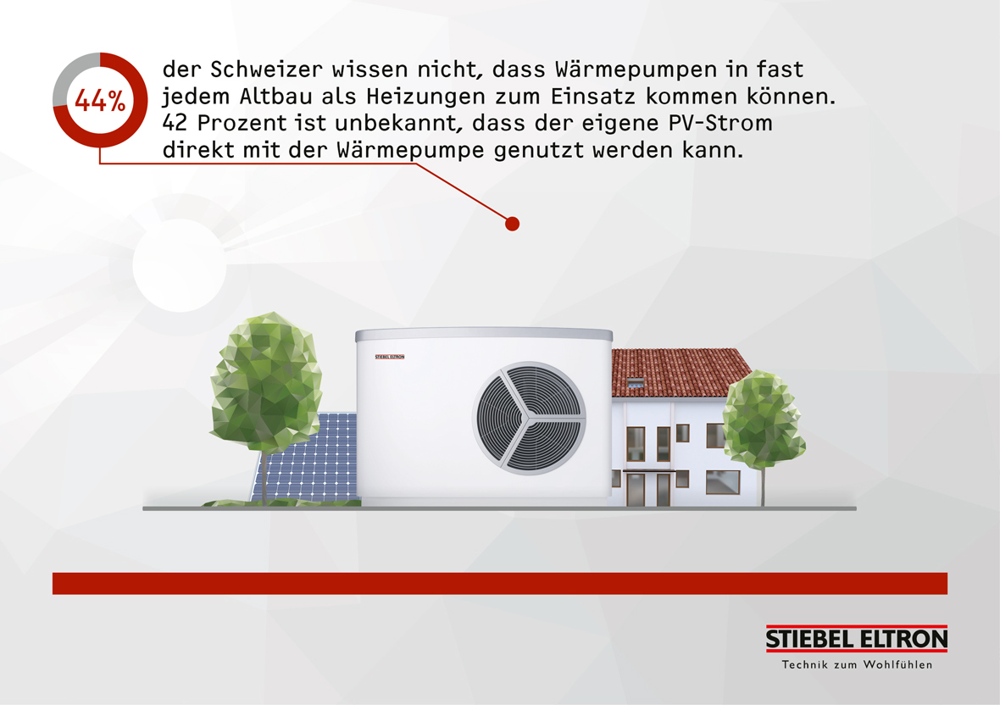 44%
der Schweizer wissen nicht, dass Wärmepumpen in fast
jedem Altbau als Heizungen zum Einsatz kommen können.
42 Prozent ist unbekannt, dass der eigene PV-Strom
direkt mit der Wärmepumpe genutzt werden kann.
STIEBEL ELTRON
STIEBEL ELTRON
Technik zum Wohlfühlen